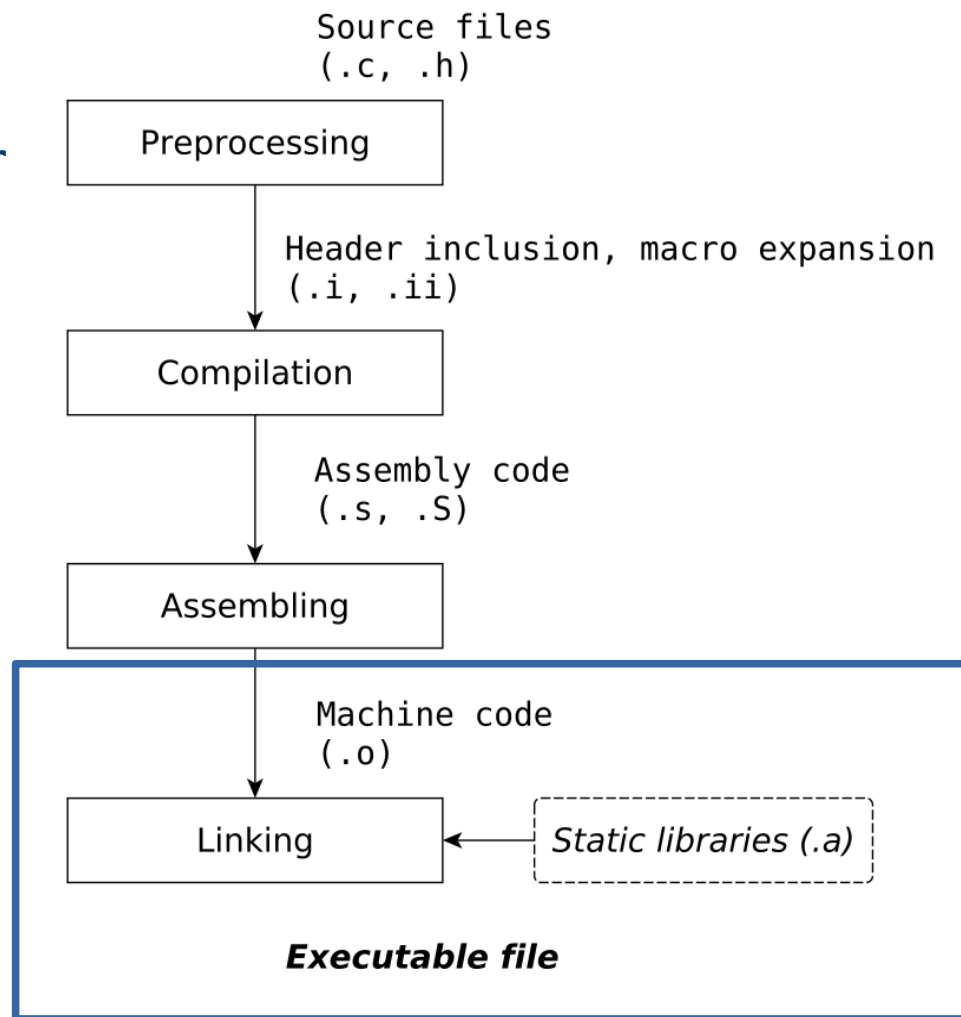 Source files
(.c, .h)
Preprocessing
Header inclusion, macro expansion
(.i, .ii)
Compilation
Assembly code
(.s, .S)
Assembling
Machine code
(.o)
Linking
Static libraries (.a)
Executable file